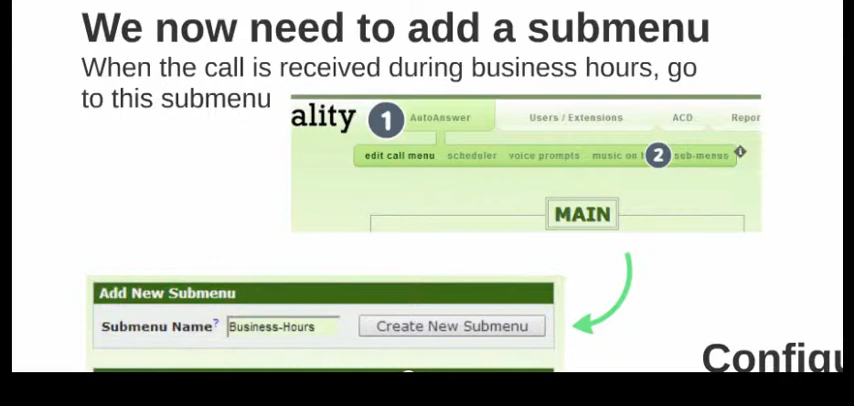 We now need to add a submenu
When the call is received during business hours, go
to this submenu
ality 1 AutoAnswer Users / Extensions ACD Repor
edit call menu scheduler voice prompts music on 2 sub-menus
MAIN
Add New Submenu
Submenu Name? Business-Hours Create New Submenu
Configu